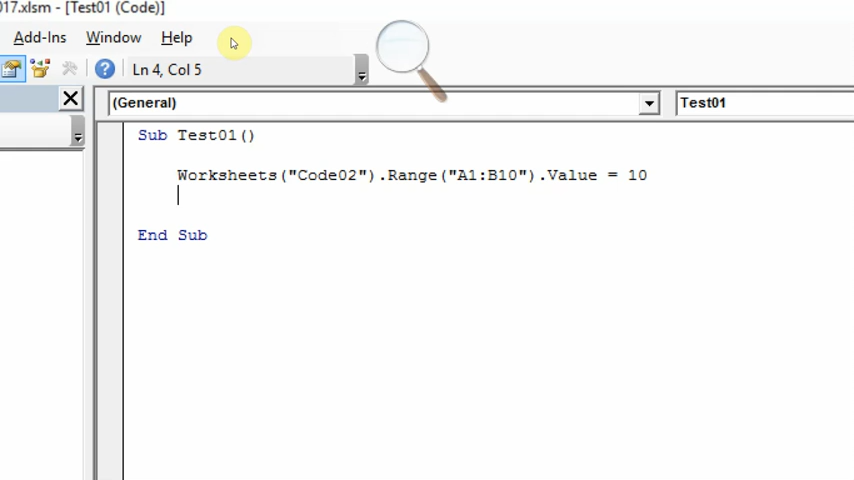 017.xlsm - [Test01 (Code)]
Add-Ins Window Help
Ln 4, Col 5
(General) Test01
Sub Test01()
Worksheets("Code02").Range("A1:B10").Value = 10
End Sub